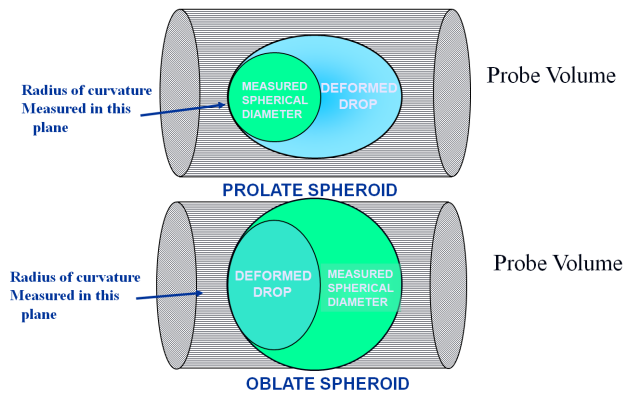 Radius of curvature
Measured in this
plane
MEASURED
SPHERICAL
DIAMETER
DEFORMED
DROP
Probe Volume
PROLATE SPHEROID
Radius of curvature
Measured in this
plane
DEFORMED
DROP
MEASURED
SPHERICAL
DIAMETER
Probe Volume
OBLATE SPHEROID